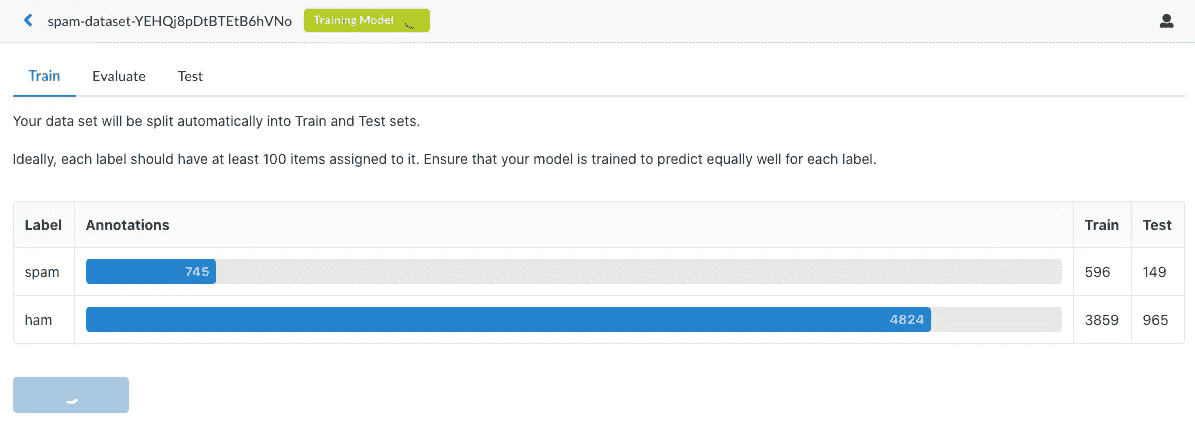 spam-dataset-YEHQj8pDtBTEtB6hVNo Training Model
Train Evaluate Test
Your data set will be split automatically into Train and Test sets.
Ideally, each label should have at least 100 items assigned to it. Ensure that your model is trained to predict equally well for each label.
Label Annotations Train Test
spam 745 596 149
ham 4824 3859 965